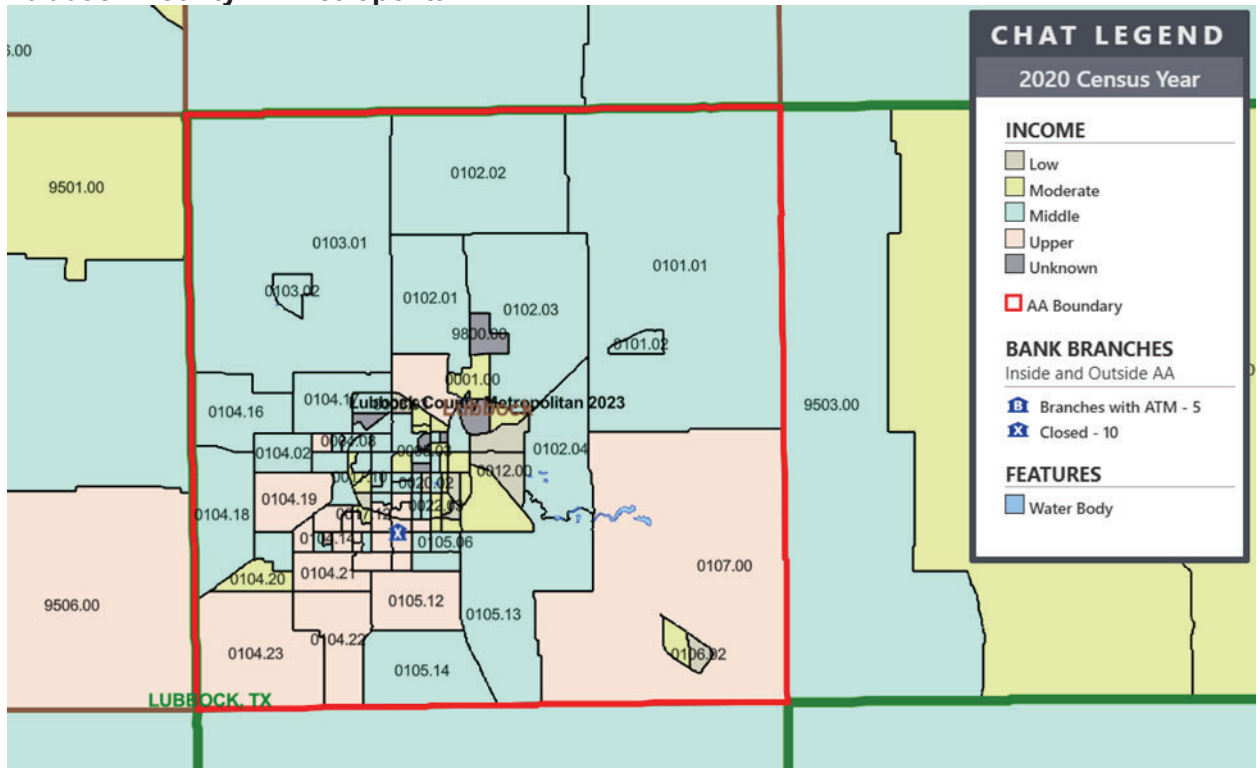 6.00
9501.00
0102.02
0103.01
0101.01
0103.02
0102.01
0102.03
9800.00
0101.02
0001.00
Lubbock County Metropolitan 2023
Lubbock
0104.16
9503.00
0104.02
0102.04
0012.00
0020.02
0104.19
0104.18
0105.06
0107.00
0104.20
0104.21
9506.00
0105.12
0105.13
0104.22
0104.23
0106.02
0105.14
LUBBOCK, TX
CHAT LEGEND
2020 Census Year
INCOME
Low
Moderate
Middle
Upper
Unknown
AA Boundary
BANK BRANCHES
Inside and Outside AA
B Branches with ATM - 5
X Closed - 10
FEATURES
Water Body
X